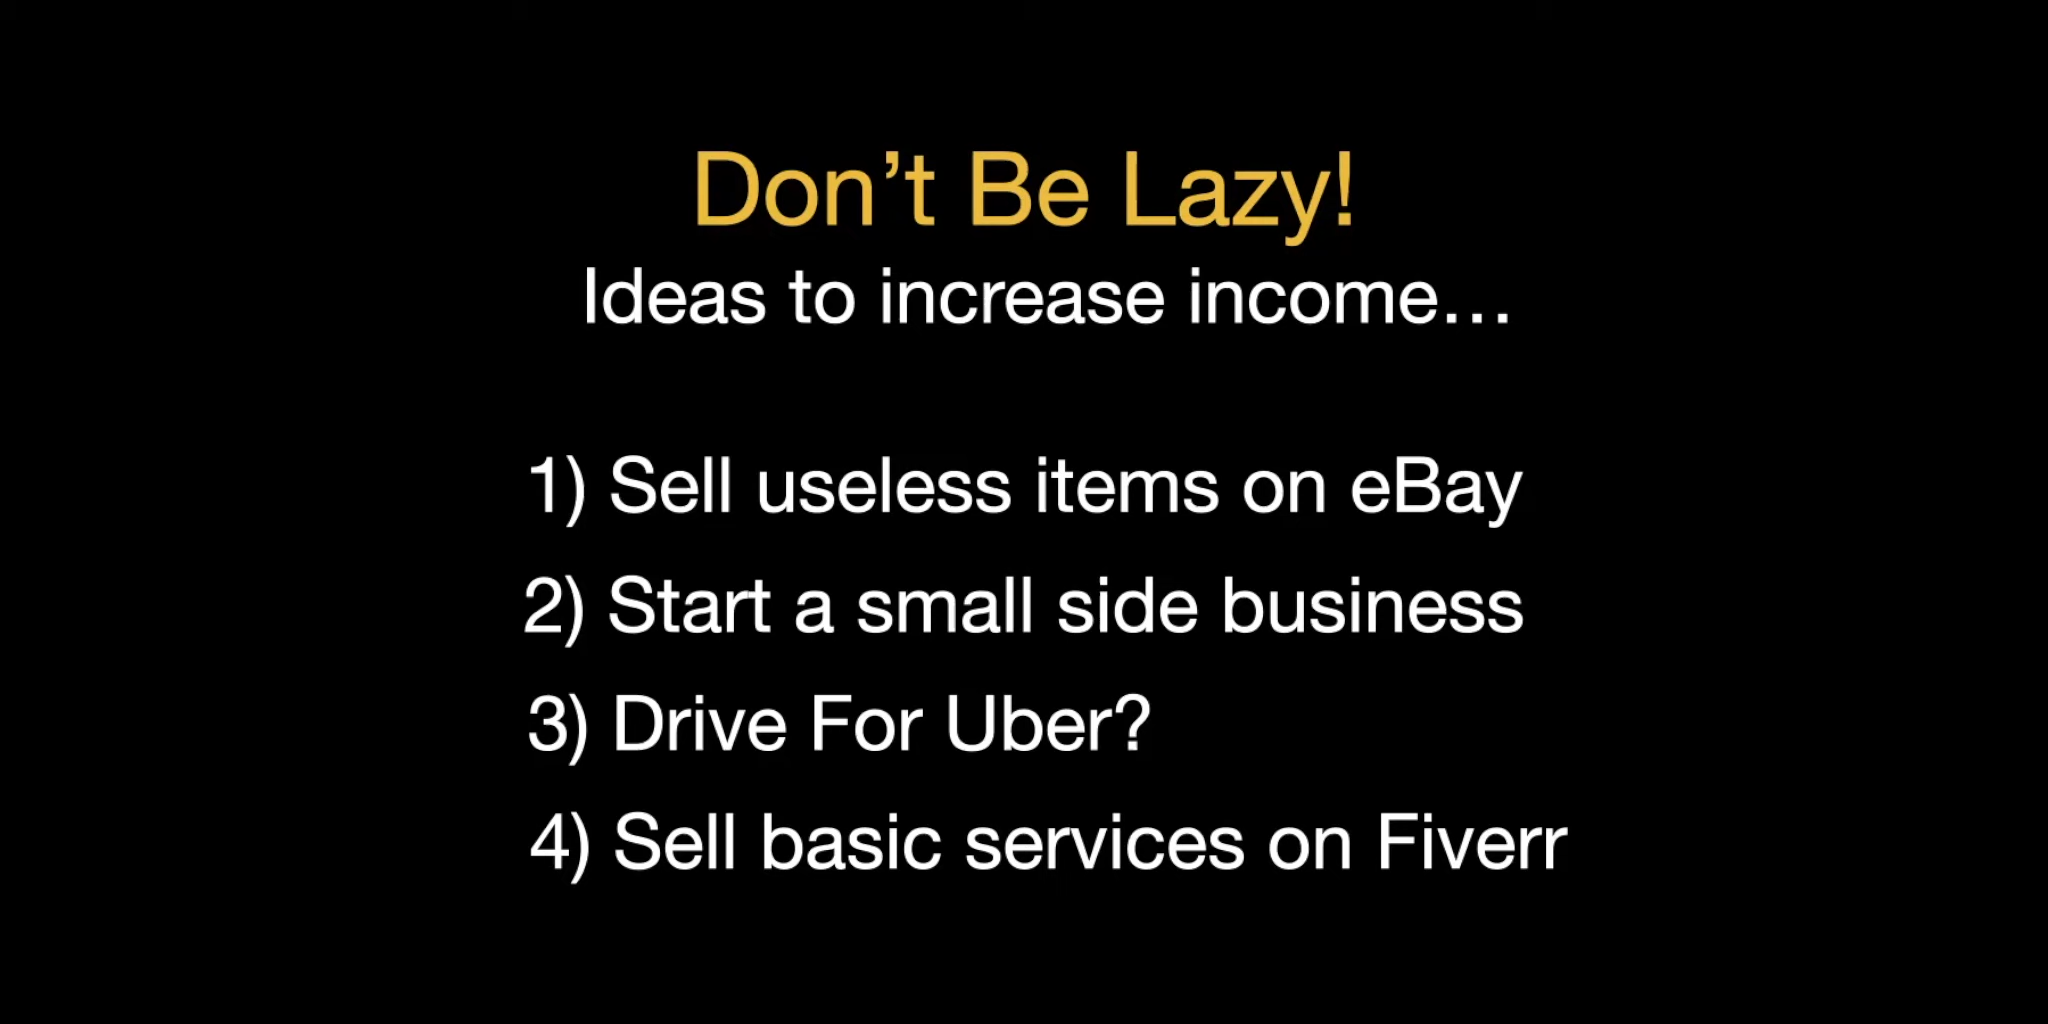 Don’t Be Lazy!
Ideas to increase income…
1) Sell useless items on eBay
2) Start a small side business
3) Drive For Uber?
4) Sell basic services on Fiverr